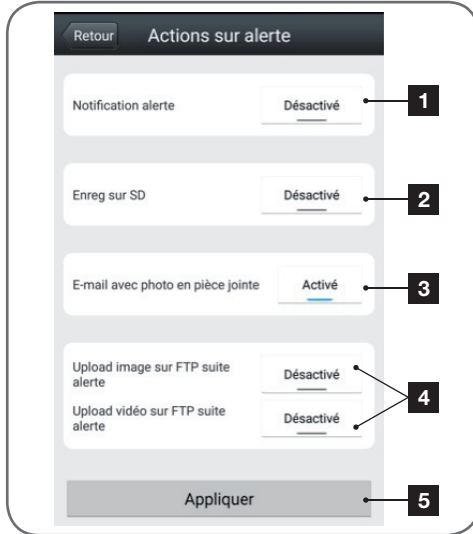 Retour Actions sur alerte
Notification alerte Désactivé 1
Enreg sur SD Désactivé 2
E-mail avec photo en pièce jointe Activé 3
Upload image sur FTP suite
alerte Désactivé
4
Upload vidéo sur FTP suite
alerte Désactivé
Appliquer 5